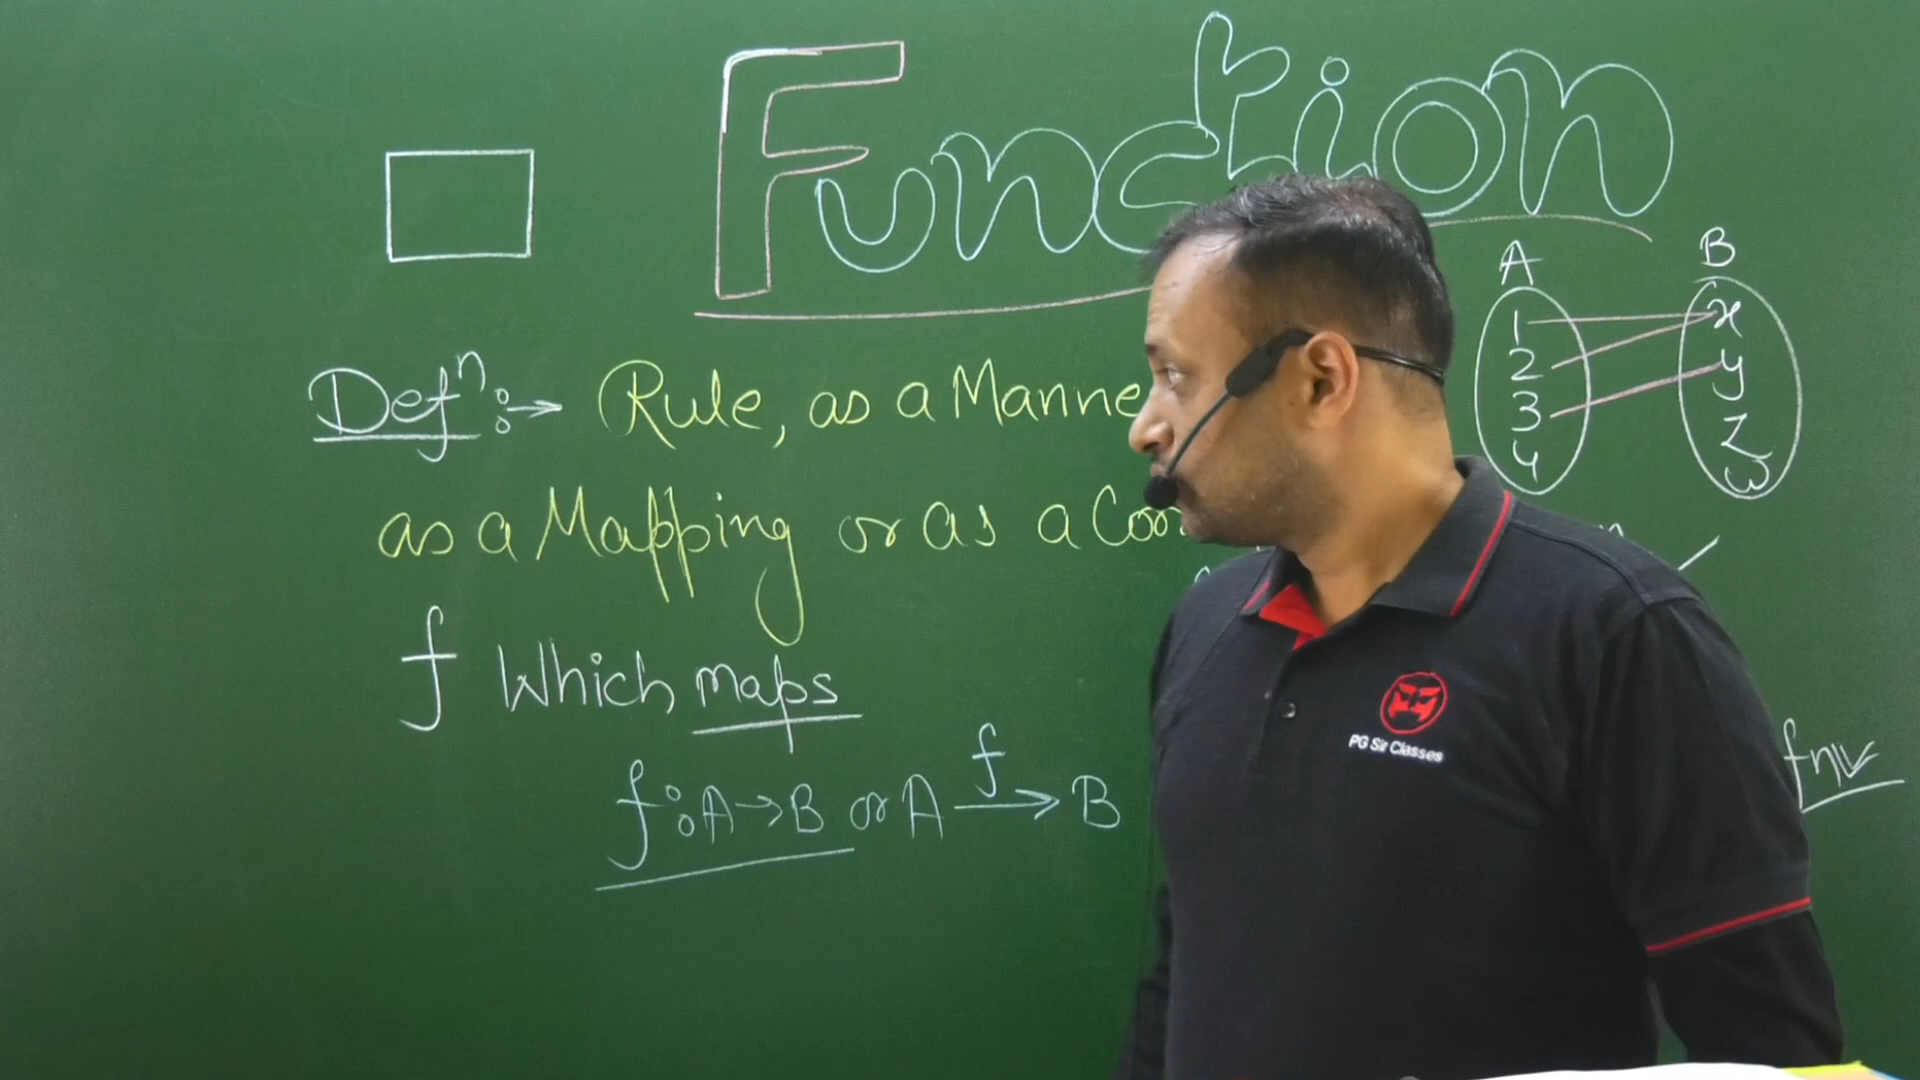 Function
A B
1 x
2 y
3 z
4 w
Defⁿ :→ Rule, as a Manne
as a Mapping or as a Cor
f Which maps
f : A → B or A f→ B
fn
PG Sir Classes